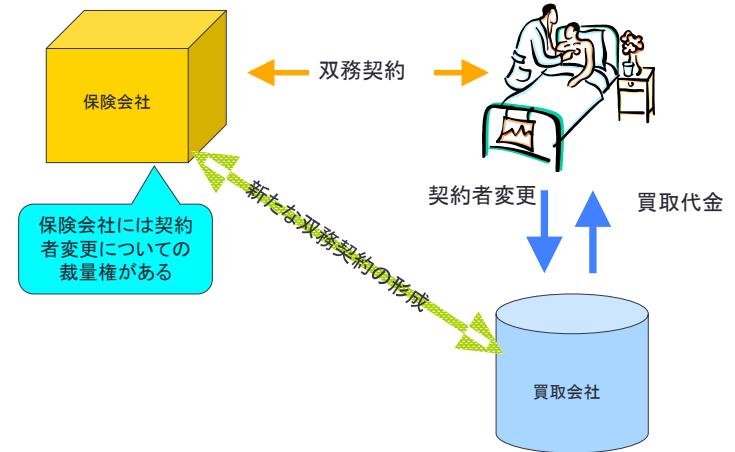 保険会社
双務契約
契約者変更
買取代金
新たな双務契約の形成
保険会社には契約
者変更についての
裁量権がある
買取会社